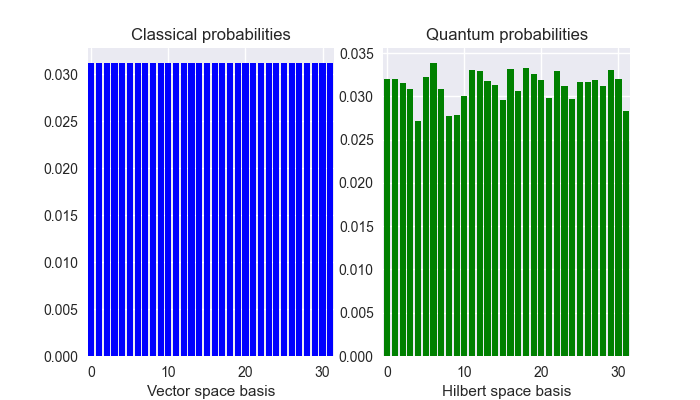 Classical probabilities
0.030
0.025
0.020
0.015
0.010
0.005
0.000
0 10 20 30
Vector space basis
Quantum probabilities
0.035
0.030
0.025
0.020
0.015
0.010
0.005
0.000
0 10 20 30
Hilbert space basis